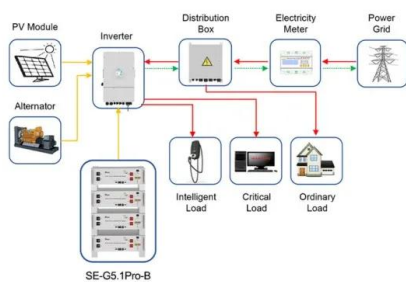 PV Module
Inverter
Distribution
Box
Electricity
Meter
Power
Grid
Alternator
Intelligent
Load
Critical
Load
Ordinary
Load
SE-G5.1Pro-B